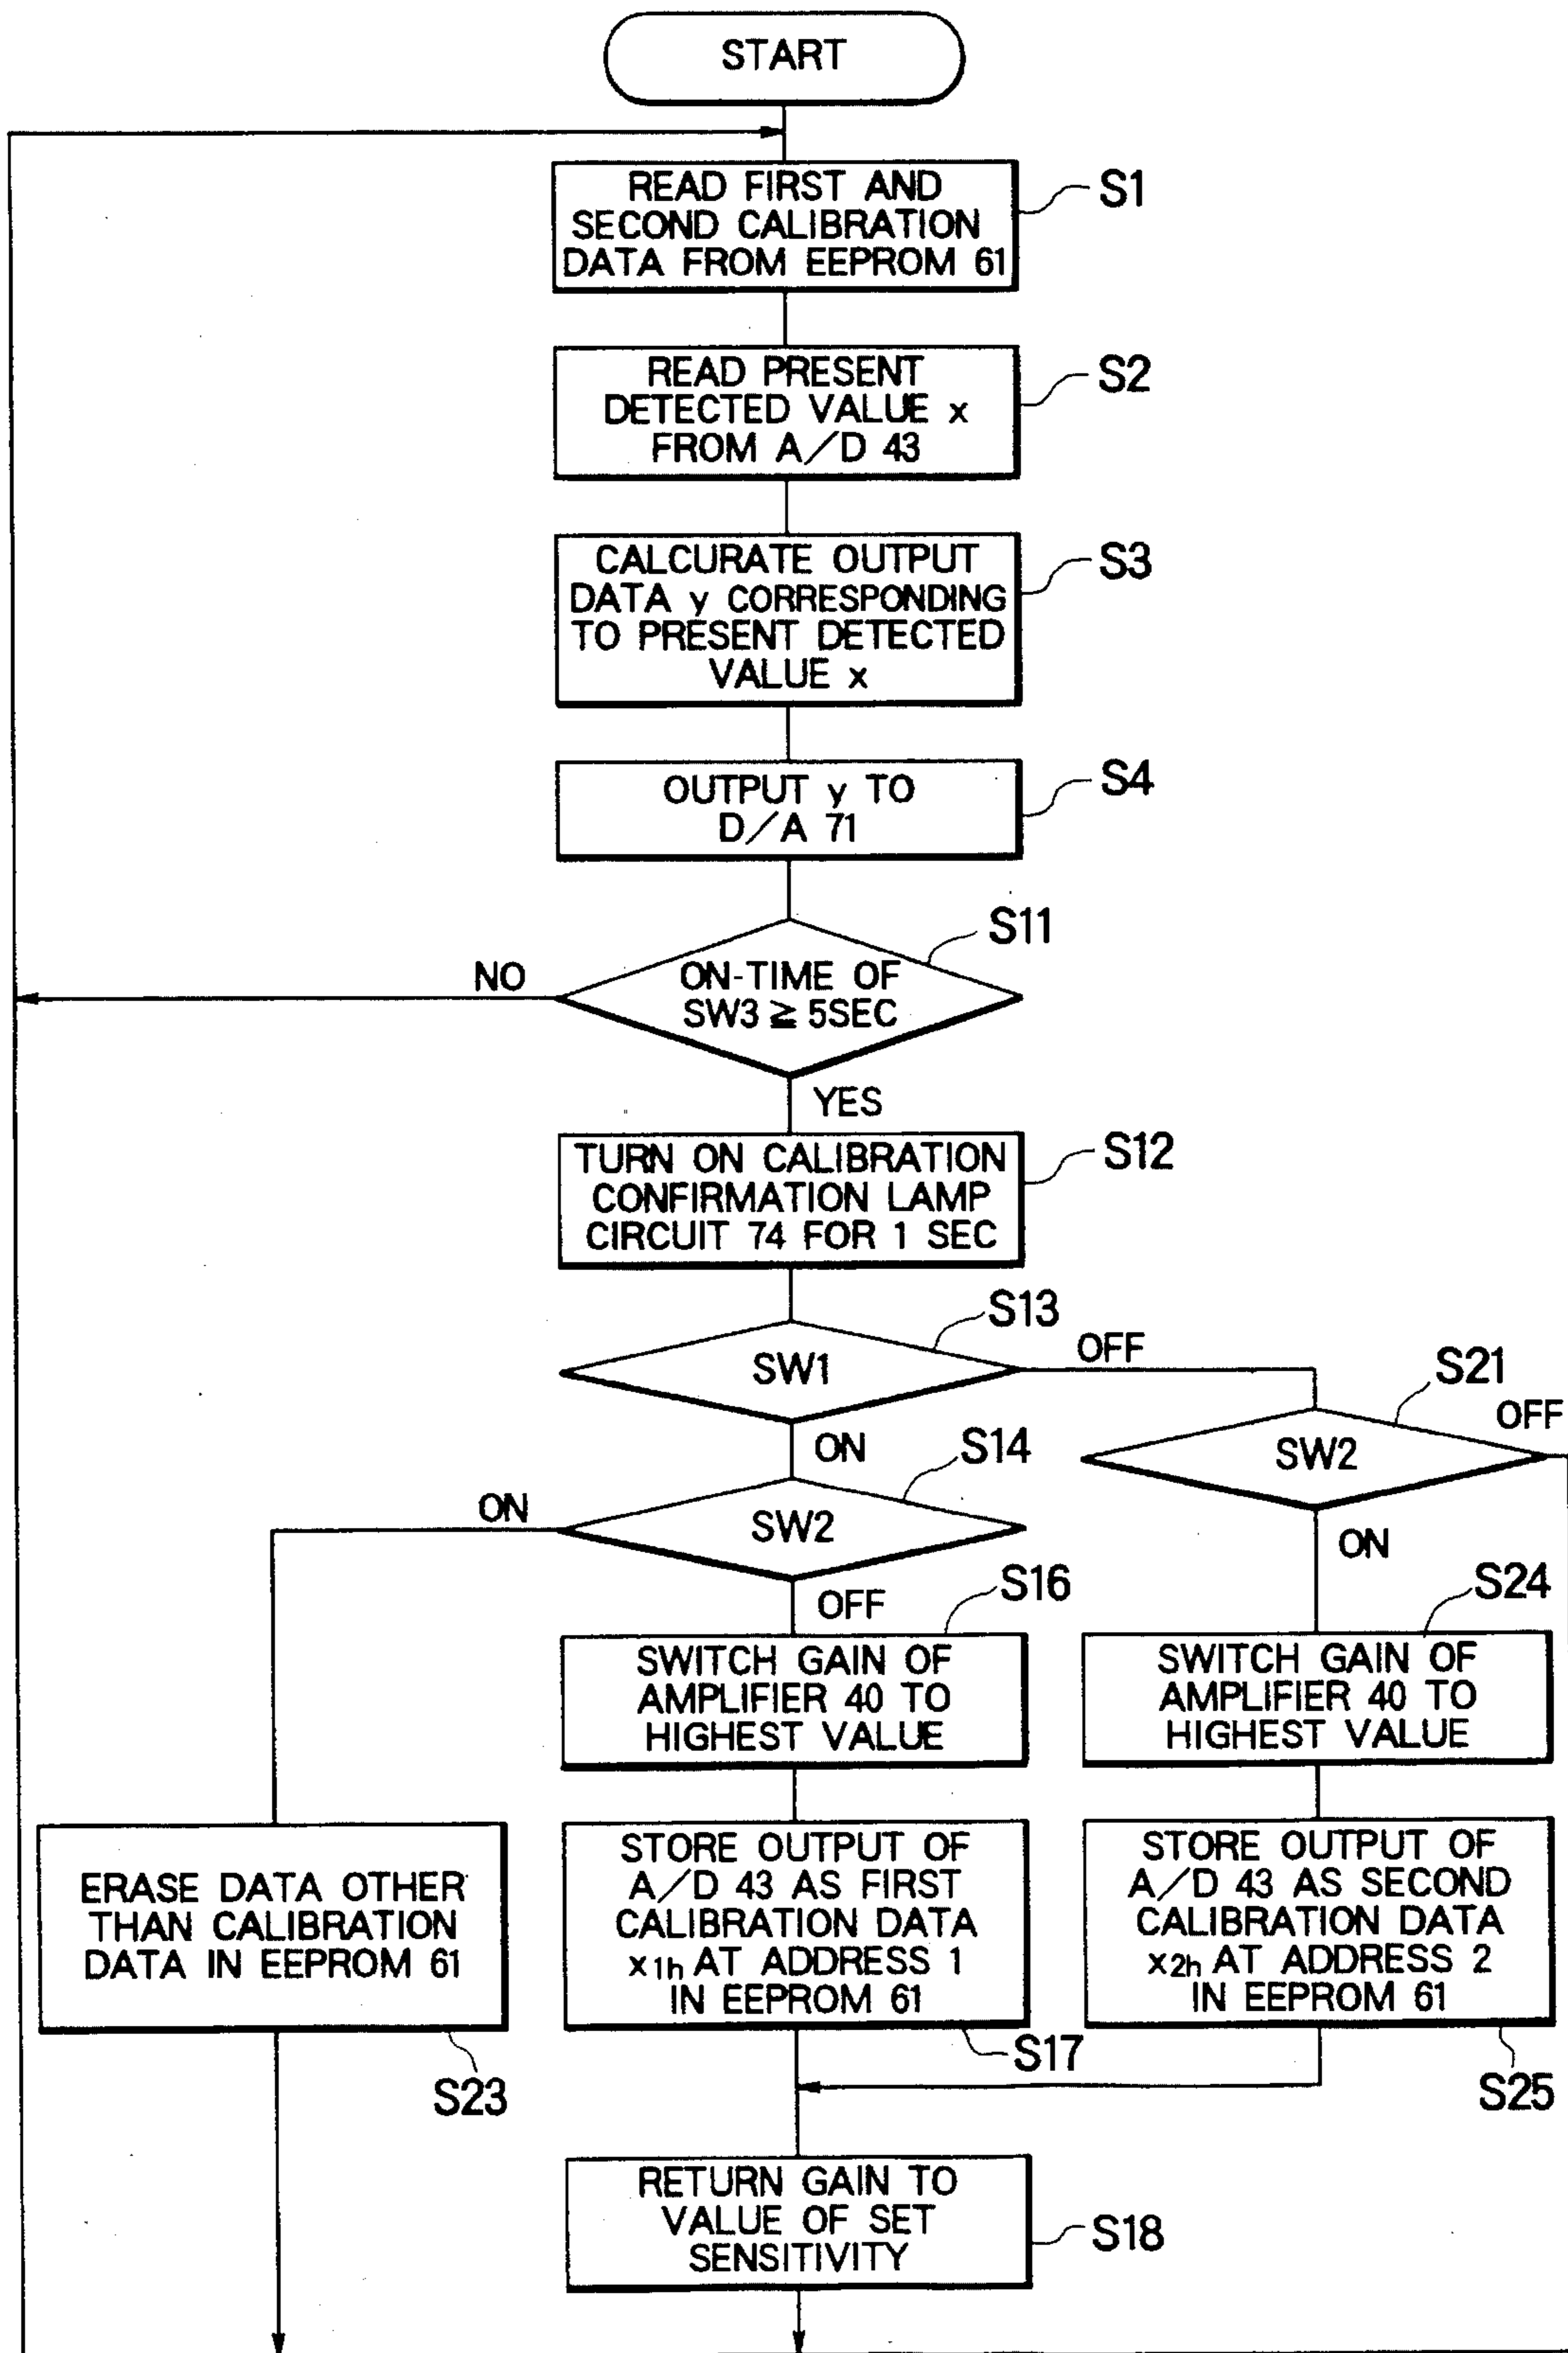 START
READ FIRST AND
SECOND CALIBRATION
DATA FROM EEPROM 61
S1
READ PRESENT
DETECTED VALUE x
FROM A/D 43
S2
CALCURATE OUTPUT
DATA y CORRESPONDING
TO PRESENT DETECTED
VALUE x
S3
OUTPUT y TO
D/A 71
S4
S11
NO
ON-TIME OF
SW3 ≧ 5SEC
YES
TURN ON CALIBRATION
CONFIRMATION LAMP
CIRCUIT 74 FOR 1 SEC
S12
S13
SW1
OFF
S21
OFF
SW2
ON
S14
ON
SW2
ON
OFF
S16
S24
SWITCH GAIN OF
AMPLIFIER 40 TO
HIGHEST VALUE
SWITCH GAIN OF
AMPLIFIER 40 TO
HIGHEST VALUE
ERASE DATA OTHER
THAN CALIBRATION
DATA IN EEPROM 61
S23
STORE OUTPUT OF
A/D 43 AS FIRST
CALIBRATION DATA
x1h AT ADDRESS 1
IN EEPROM 61
S17
STORE OUTPUT OF
A/D 43 AS SECOND
CALIBRATION DATA
x2h AT ADDRESS 2
IN EEPROM 61
S25
RETURN GAIN TO
VALUE OF SET
SENSITIVITY
S18